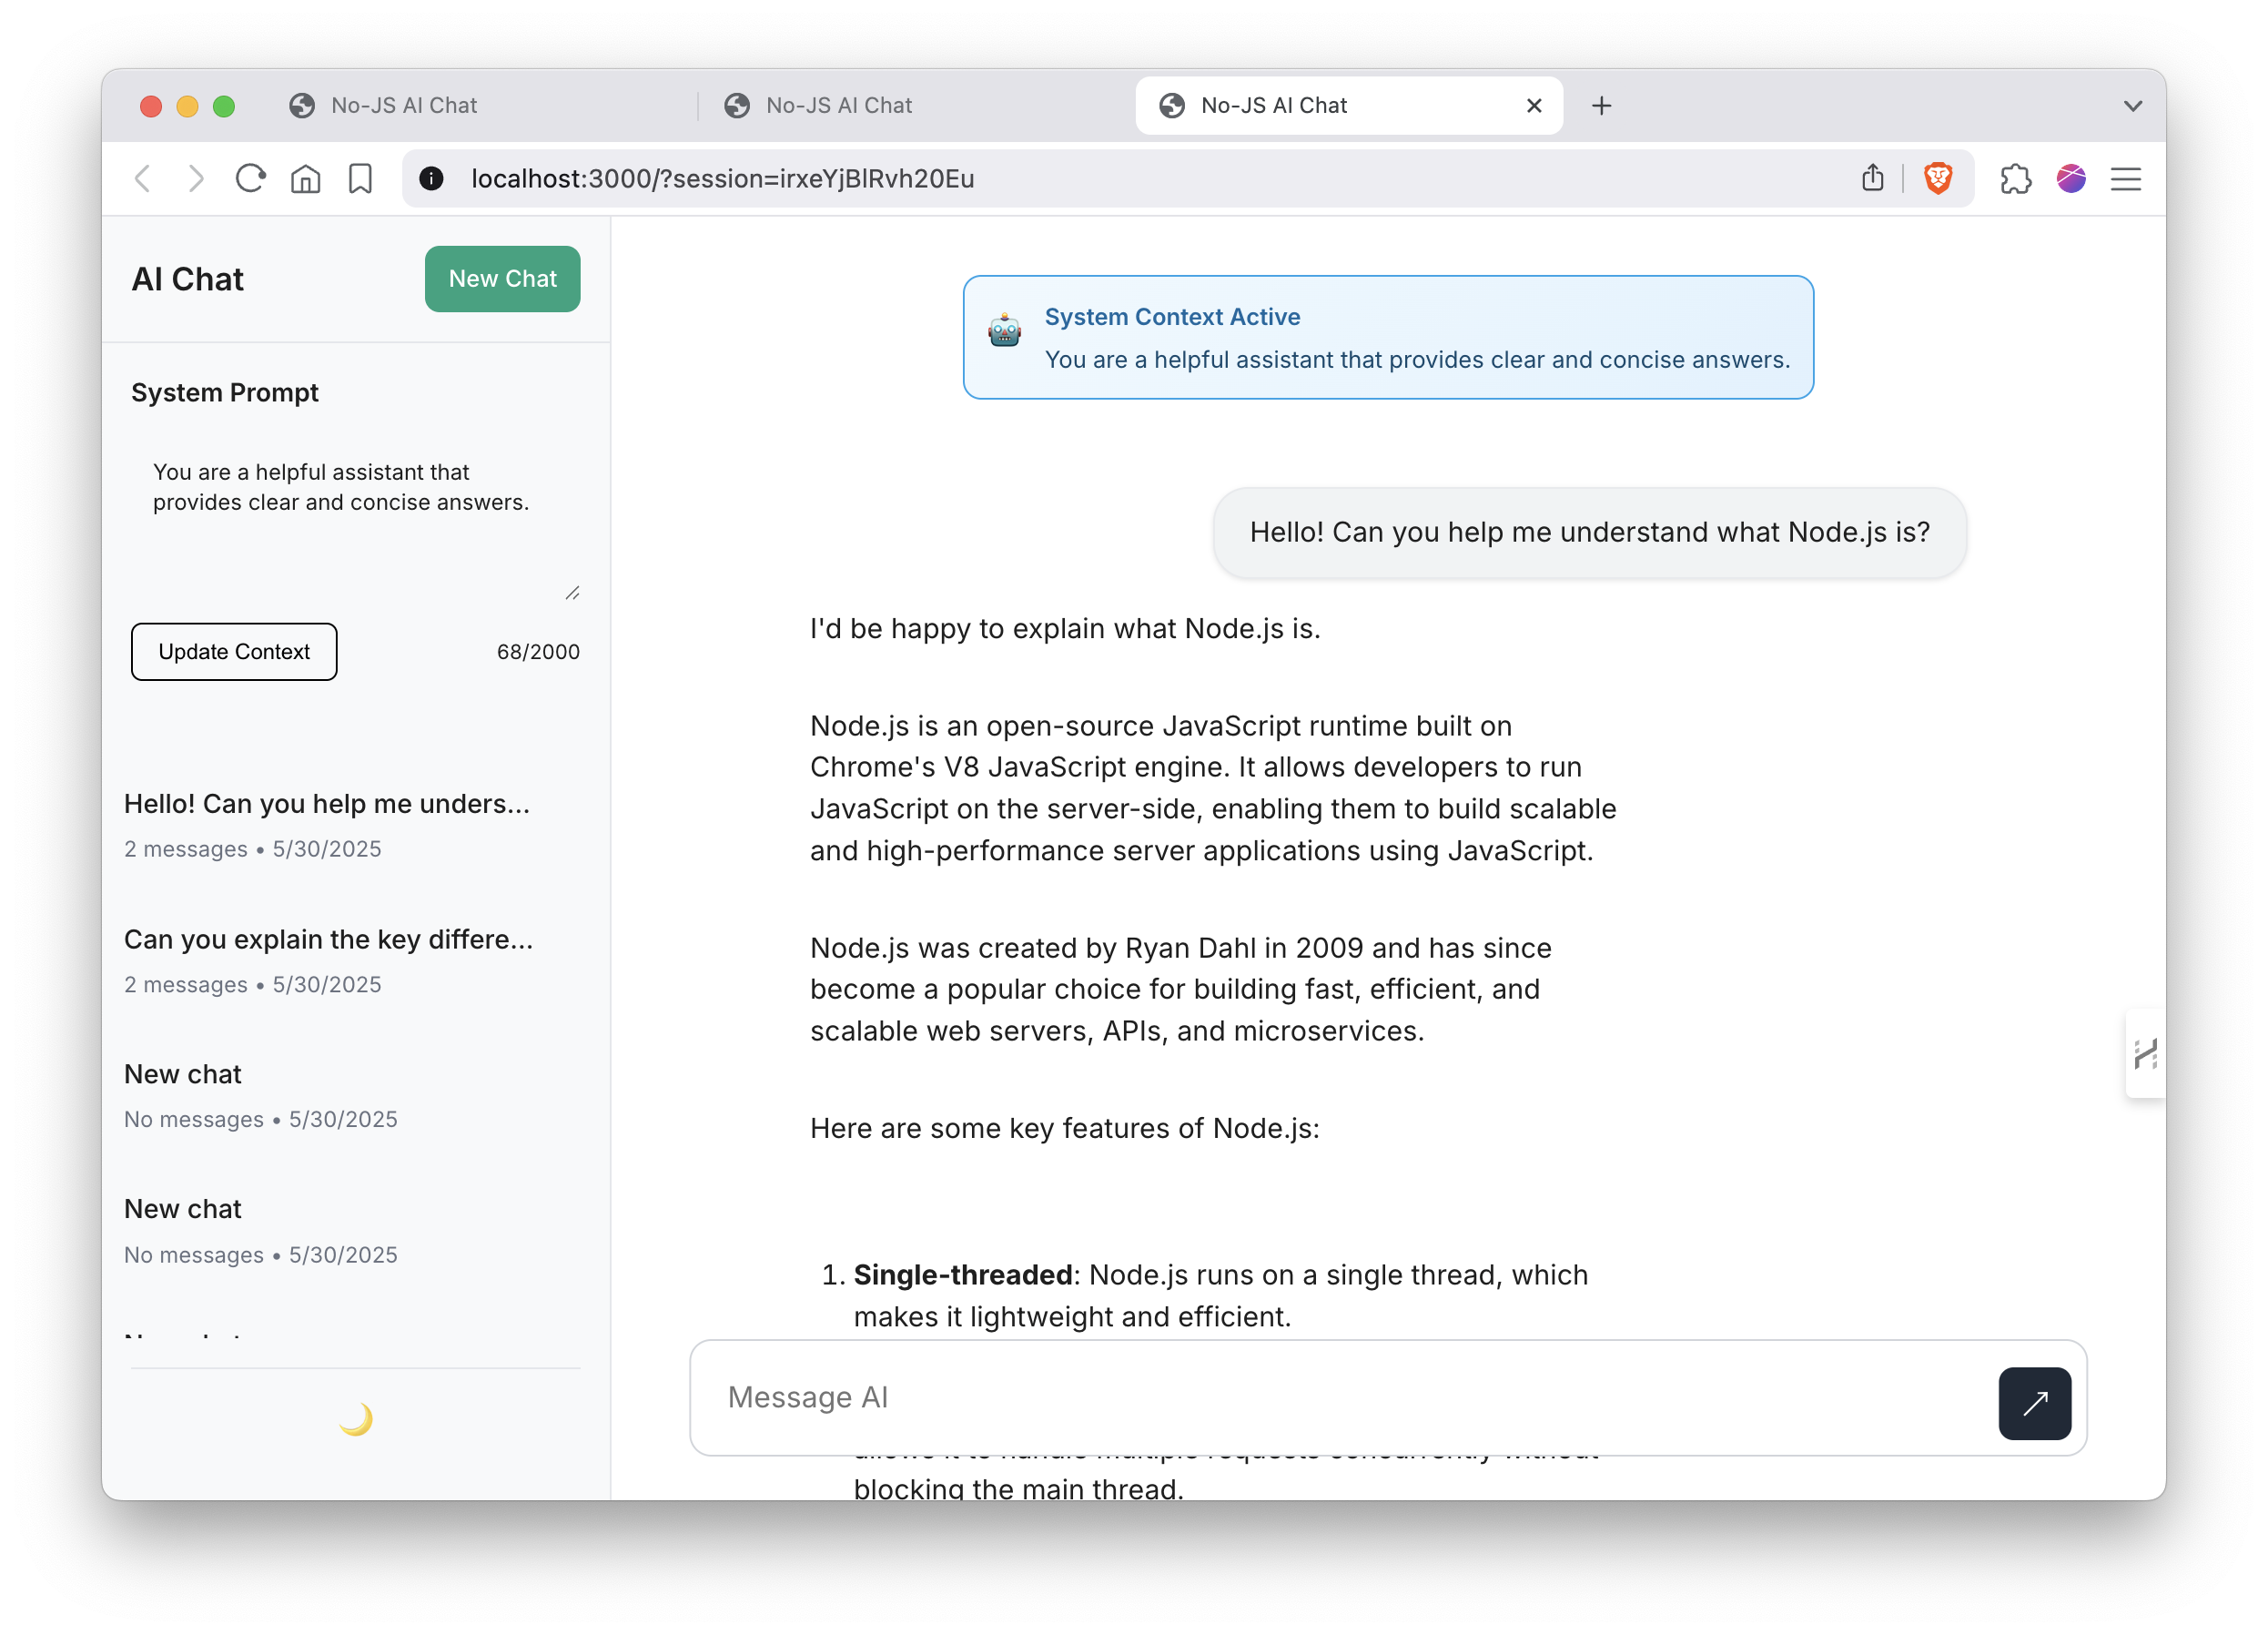 No-JS AI Chat
No-JS AI Chat
No-JS AI Chat
localhost:3000/?session=irxeYjBlRvh20Eu
AI Chat
New Chat
System Prompt
You are a helpful assistant that
provides clear and concise answers.
Update Context
68/2000
Hello! Can you help me unders...
2 messages • 5/30/2025
Can you explain the key differe...
2 messages • 5/30/2025
New chat
No messages • 5/30/2025
New chat
No messages • 5/30/2025
System Context Active
You are a helpful assistant that provides clear and concise answers.
Hello! Can you help me understand what Node.js is?
I'd be happy to explain what Node.js is.
Node.js is an open-source JavaScript runtime built on
Chrome's V8 JavaScript engine. It allows developers to run
JavaScript on the server-side, enabling them to build scalable
and high-performance server applications using JavaScript.
Node.js was created by Ryan Dahl in 2009 and has since
become a popular choice for building fast, efficient, and
scalable web servers, APIs, and microservices.
Here are some key features of Node.js:
1. Single-threaded: Node.js runs on a single thread, which
makes it lightweight and efficient.
Message AI
allows it to handle multiple requests concurrently without
blocking the main thread.